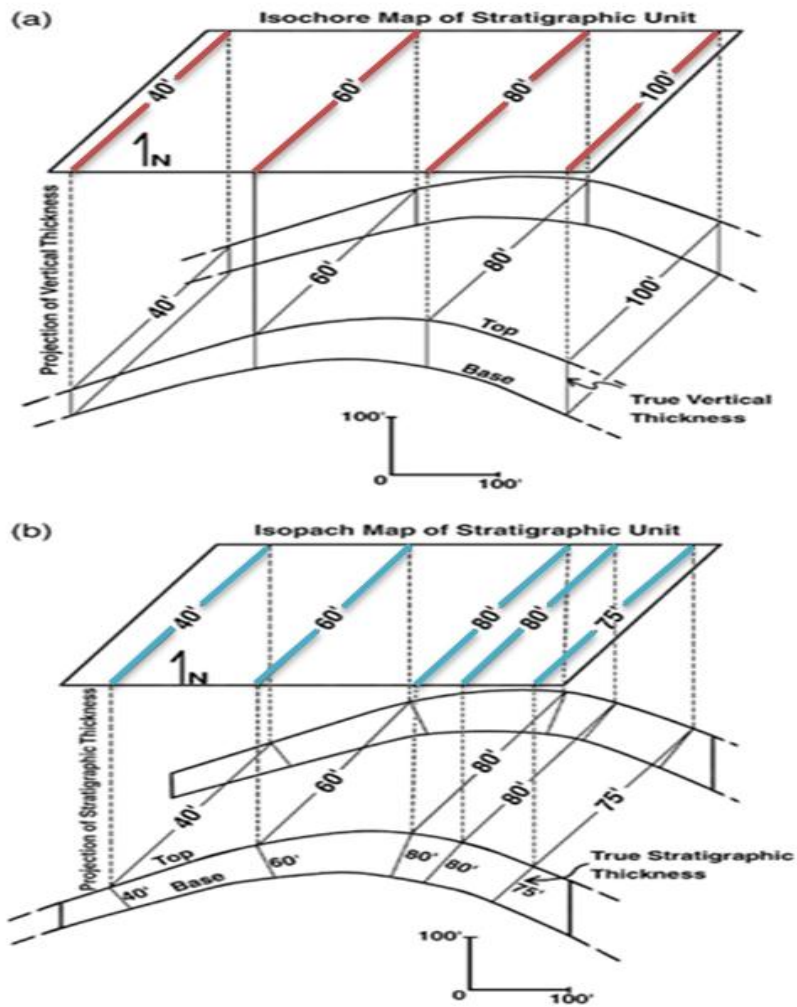 (a)
Isochore Map of Stratigraphic Unit
40' 60' 80' 100'
N
Projection of Vertical Thickness
40' 60' 80' 100'
Top
Base
True Vertical
Thickness
100'
0 100'
(b)
Isopach Map of Stratigraphic Unit
40' 60' 80' 80' 75'
N
Projection of Stratigraphic Thickness
40' 60' 80' 80' 75'
Top
Base
40' 60' 80' 80' 75'
True Stratigraphic
Thickness
100'
0 100'